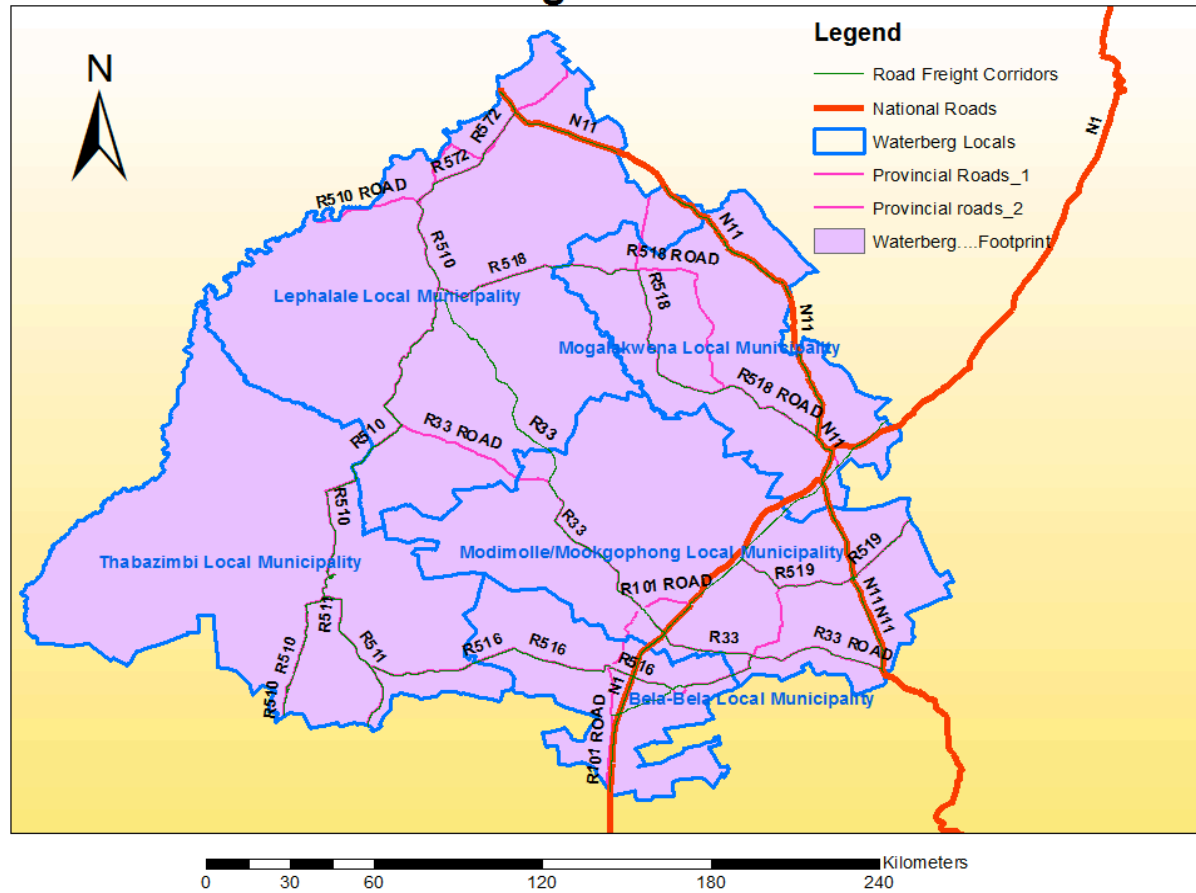 g
N
Legend
Road Freight Corridors
National Roads
Waterberg Locals
Provincial Roads_1
Provincial roads_2
Waterberg....Footprint
N1
N11
R572
R572
R510 ROAD
N11
R510
R518
R518 ROAD
R518
N11
Lephalale Local Municipality
Mogalakwena Local Municipality
R518 ROAD
R33
R33 ROAD
R510
N11
R510
R33
Thabazimbi Local Municipality
Modimolle/Mookgophong Local Municipality
R519
R519
R101 ROAD
N11
N11
R511
R510
R511
R516
R516
R516
R33
R33 ROAD
R510
N1
Bela-Bela Local Municipality
R101 ROAD
Kilometers
0 30 60 120 180 240